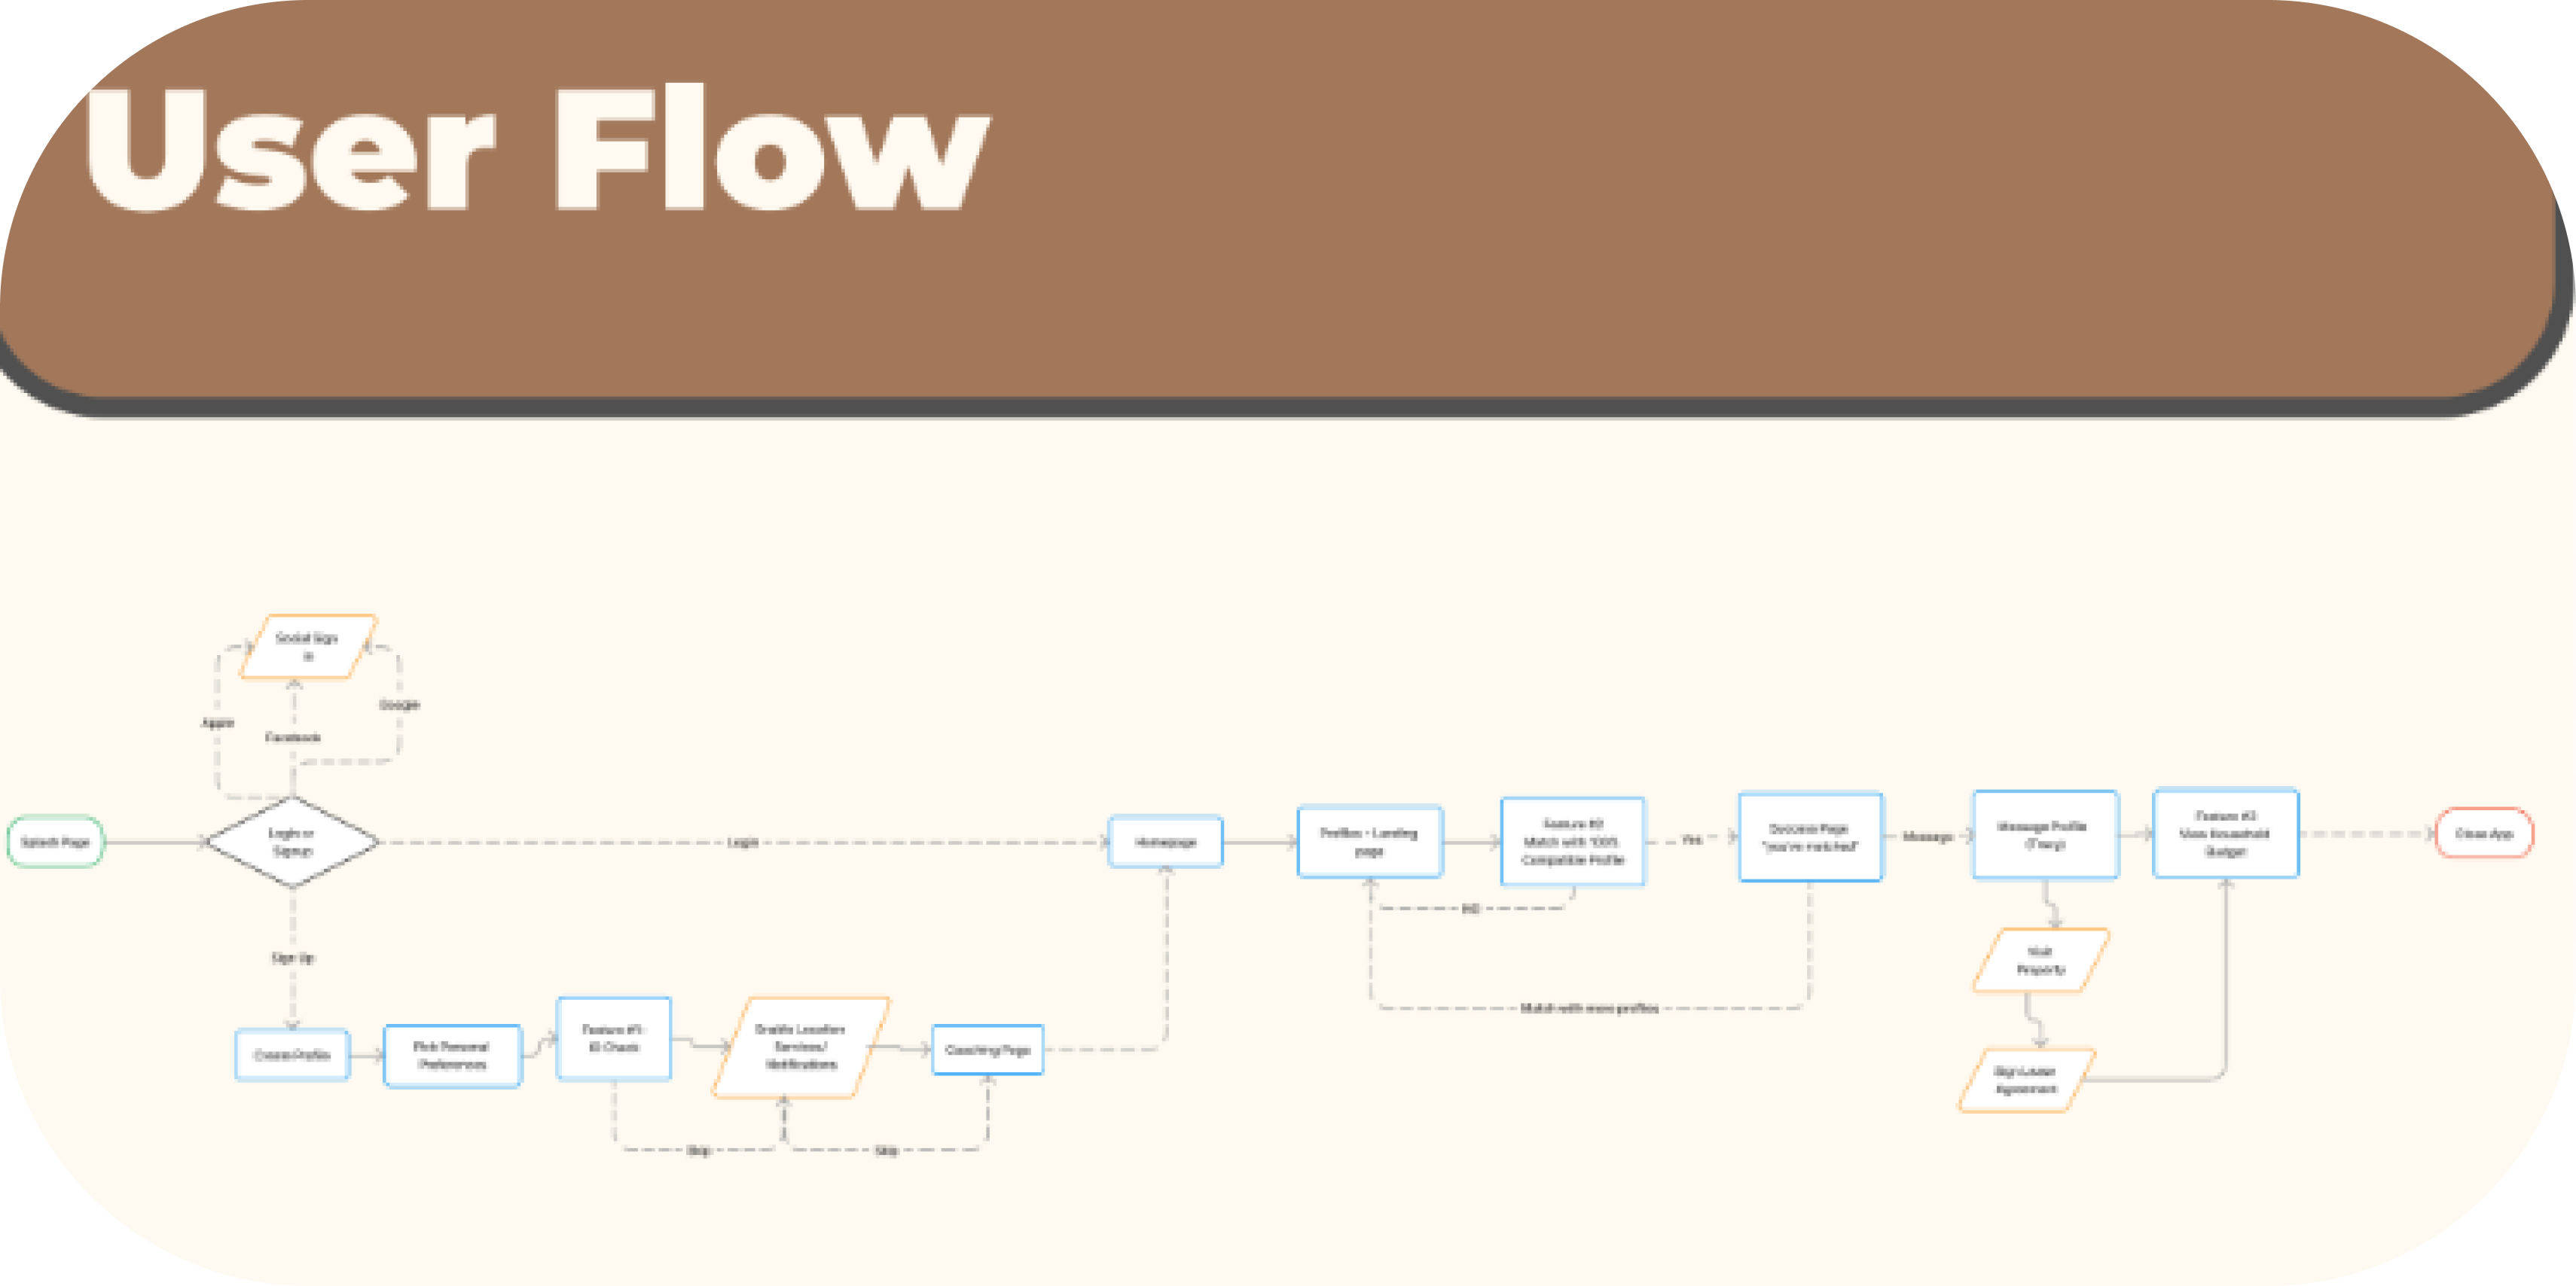 User Flow
Social Sign
in
Google
Apple
Facebook
Splash Page
Login or
Signup
Login
Homepage
Landing
page
Feature #2
Match with 100%
Compatible Profile
Yes
Success Page
"you've matched"
Message
Message Profile
(Tracy)
Feature #3
View Household
Budget
Close App
NO
Sign Up
Visit
Property
Match with more profiles
Create Profile
Pick Personal
Preferences
Feature #1:
ID Check
Enable Location
Services/
Notifications
Coaching Page
Sign Lease
Agreement
Skip
Skip